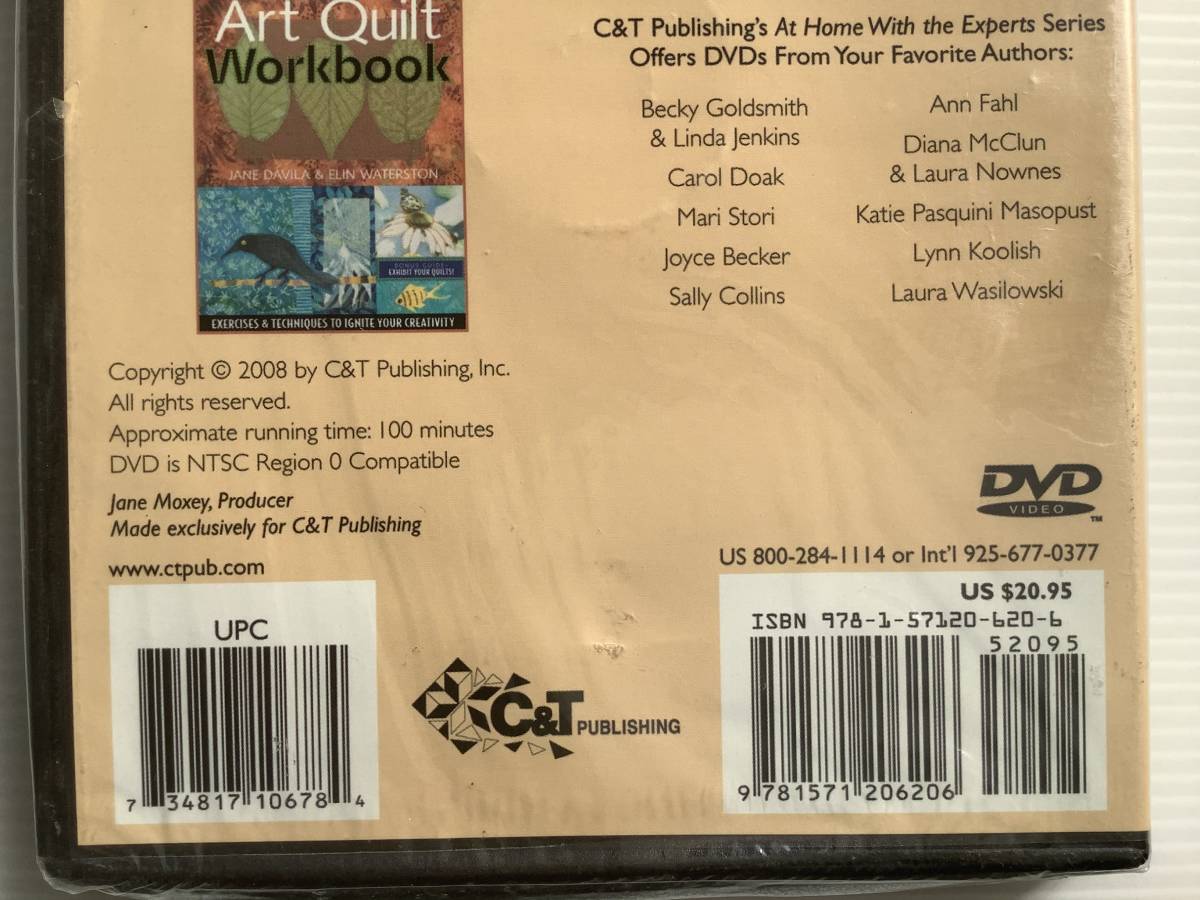 Art Quilt
Workbook
JANE DÁVILA & ELIN WATERSTON
BONUS GUIDE—
EXHIBIT YOUR QUILTS!
EXERCISES & TECHNIQUES TO IGNITE YOUR CREATIVITY
C&T Publishing's At Home With the Experts Series
Offers DVDs From Your Favorite Authors:
Becky Goldsmith
& Linda Jenkins
Carol Doak
Mari Stori
Joyce Becker
Sally Collins
Ann Fahl
Diana McClun
& Laura Nownes
Katie Pasquini Masopust
Lynn Koolish
Laura Wasilowski
Copyright © 2008 by C&T Publishing, Inc.
All rights reserved.
Approximate running time: 100 minutes
DVD is NTSC Region 0 Compatible
Jane Moxey, Producer
Made exclusively for C&T Publishing
www.ctpub.com
DVD
VIDEO
™
US 800-284-1114 or Int'l 925-677-0377
UPC
7 34817 10678 4
C&T PUBLISHING
US $20.95
ISBN 978-1-57120-620-6
52095
9 781571 206206